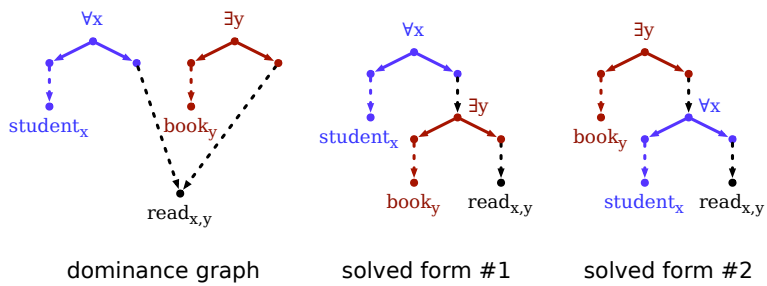 ∀x
∃y
student_x
book_y
read_x,y
dominance graph
∀x
∃y
student_x
book_y
read_x,y
solved form #1
∃y
∀x
book_y
student_x
read_x,y
solved form #2